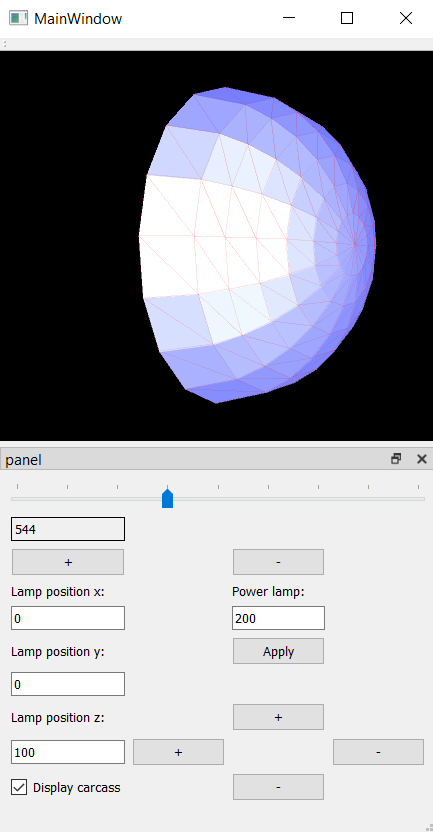 MainWindow
panel
544
+ -
Lamp position x: Power lamp:
0 200
Lamp position y: Apply
0
Lamp position z: +
100 + -
Display carcass -